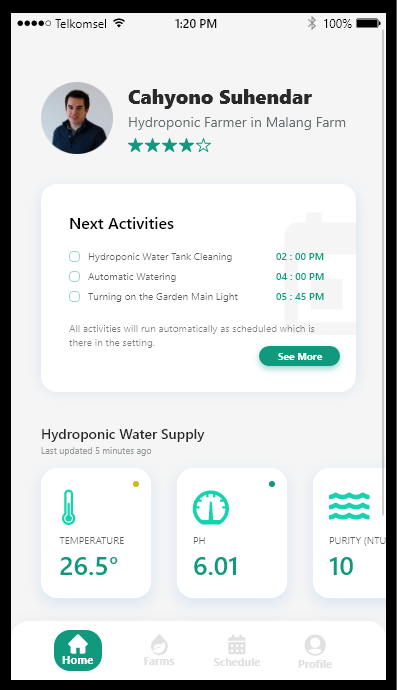 Telkomsel 1:20 PM 100%
Cahyono Suhendar
Hydroponic Farmer in Malang Farm
Next Activities
Hydroponic Water Tank Cleaning 02 : 00 PM
Automatic Watering 04 : 00 PM
Turning on the Garden Main Light 05 : 45 PM
All activities will run automatically as scheduled which is
there in the setting.
See More
Hydroponic Water Supply
Last updated 5 minutes ago
TEMPERATURE PH PURITY (NTU
26.5° 6.01 10
Home Farms Schedule Profile